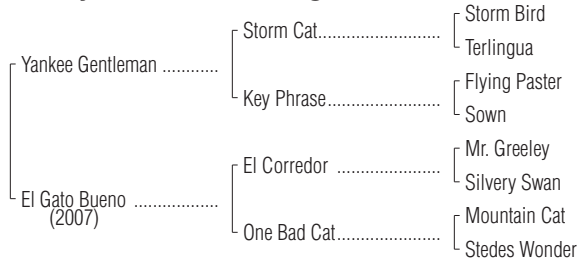 Storm Bird
Storm Cat......................
Terlingua
Yankee Gentleman ............
Flying Paster
Key Phrase....................
Sown
Mr. Greeley
El Corredor ..................
Silvery Swan
El Gato Bueno .................
(2007)
Mountain Cat
One Bad Cat..................
Stedes Wonder